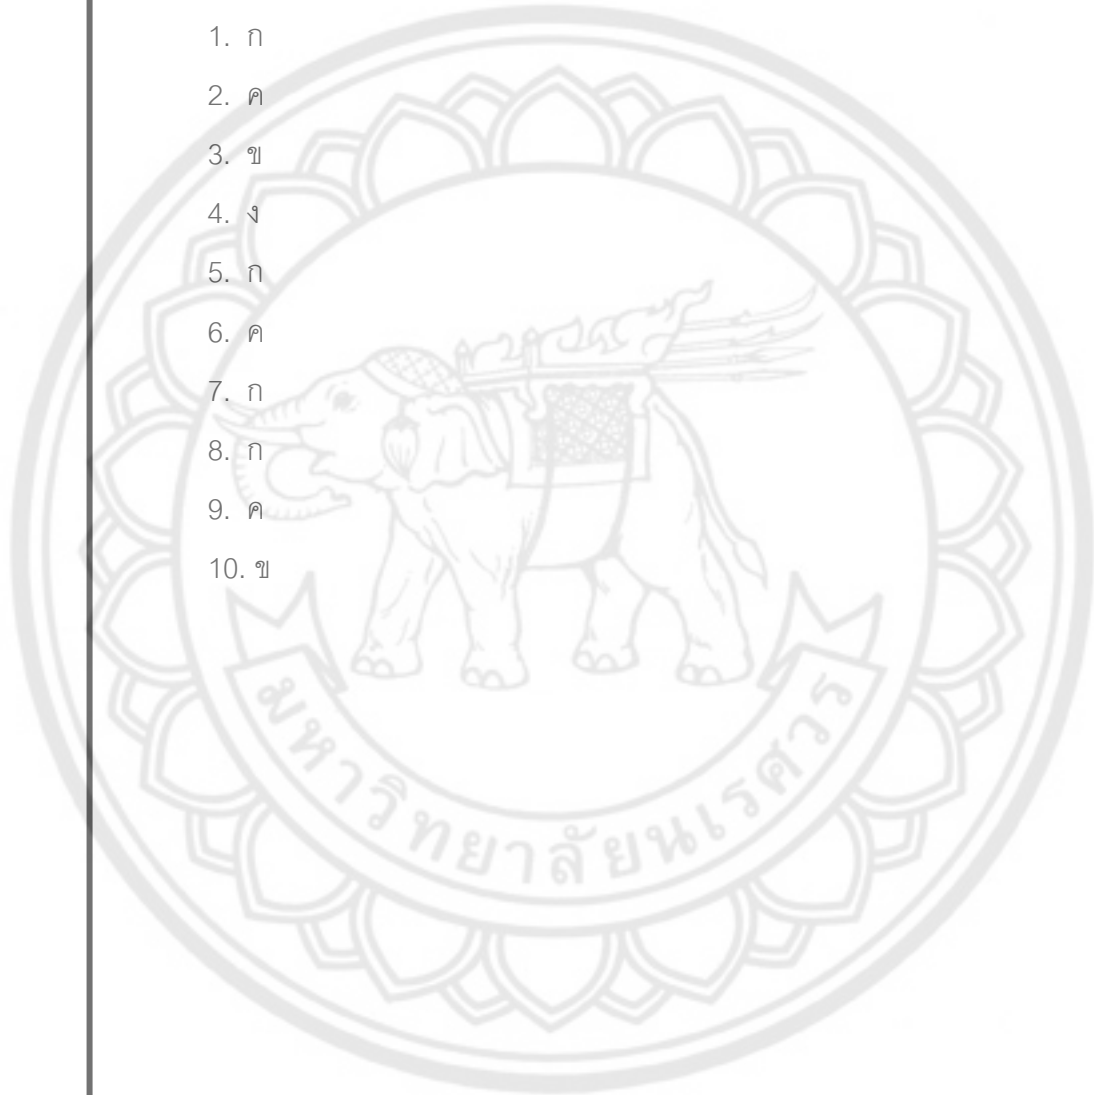 1. ก
2. ค
3. ข
4. ง
5. ก
6. ค
7. ก
8. ก
9. ค
10. ข
มหาวิทยาลัยนเรศวร